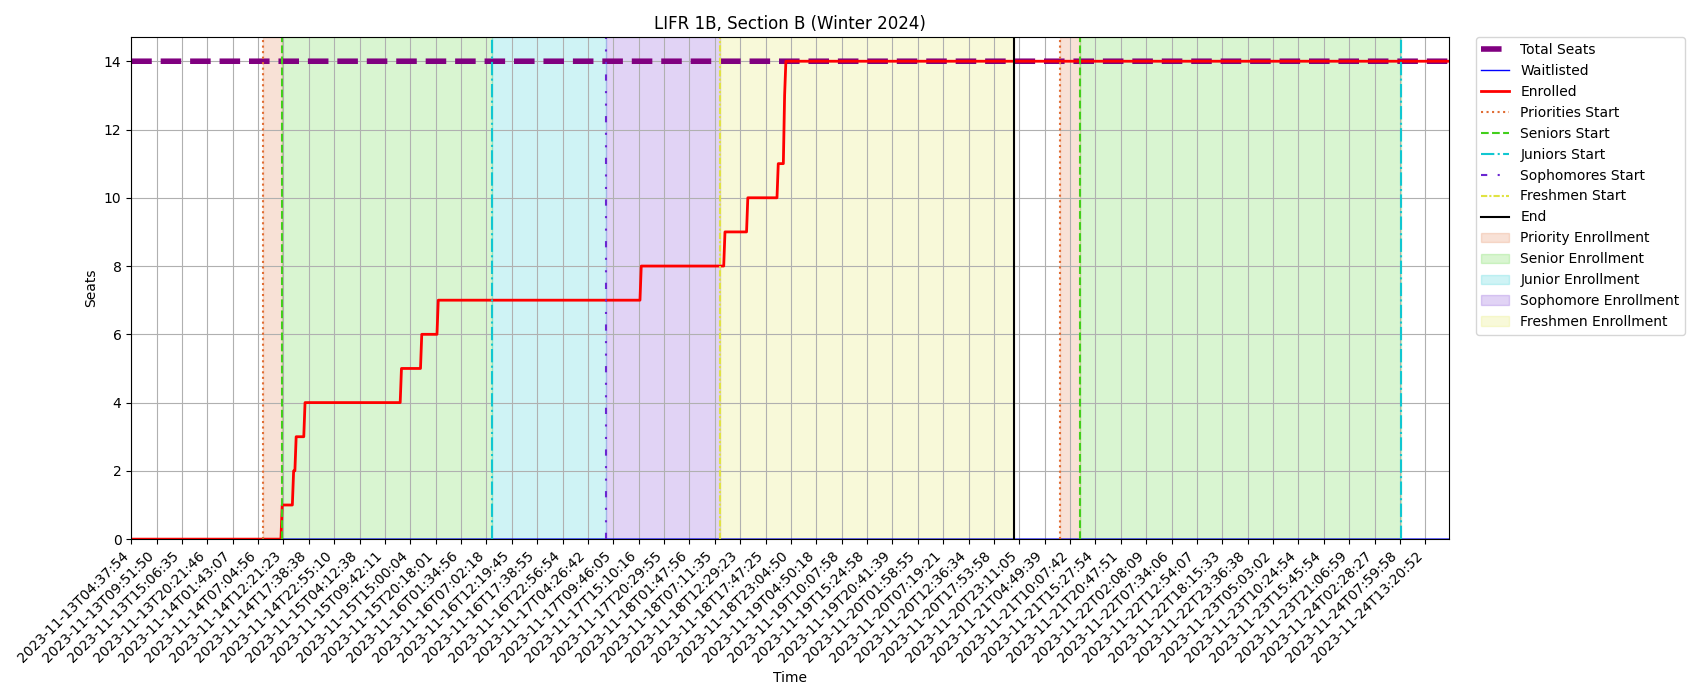 LIFR 1B, Section B (Winter 2024)
14
12
10
8
6
4
2
0
Seats
2023-11-13T04:37:54
2023-11-13T09:51:50
2023-11-13T15:06:35
2023-11-13T20:21:46
2023-11-14T01:43:07
2023-11-14T07:04:56
2023-11-14T12:21:23
2023-11-14T17:38:38
2023-11-14T22:55:10
2023-11-15T04:12:38
2023-11-15T09:42:11
2023-11-15T15:00:04
2023-11-15T20:18:01
2023-11-16T01:34:56
2023-11-16T07:02:18
2023-11-16T12:19:45
2023-11-16T17:38:55
2023-11-16T22:56:54
2023-11-17T04:26:42
2023-11-17T09:46:05
2023-11-17T15:10:16
2023-11-17T20:29:55
2023-11-18T01:47:56
2023-11-18T07:11:35
2023-11-18T12:29:23
2023-11-18T17:47:25
2023-11-18T23:04:50
2023-11-19T04:50:18
2023-11-19T10:07:58
2023-11-19T15:24:58
2023-11-19T20:41:39
2023-11-20T01:58:55
2023-11-20T07:19:21
2023-11-20T12:36:34
2023-11-20T17:53:58
2023-11-20T23:11:05
2023-11-21T04:49:39
2023-11-21T10:07:42
2023-11-21T15:27:54
2023-11-21T20:47:51
2023-11-22T02:08:09
2023-11-22T07:34:06
2023-11-22T12:54:07
2023-11-22T18:15:33
2023-11-22T23:36:38
2023-11-23T05:03:02
2023-11-23T10:24:54
2023-11-23T15:45:54
2023-11-23T21:06:59
2023-11-24T02:28:27
2023-11-24T07:59:58
2023-11-24T13:20:52
Time
Total Seats
Waitlisted
Enrolled
Priorities Start
Seniors Start
Juniors Start
Sophomores Start
Freshmen Start
End
Priority Enrollment
Senior Enrollment
Junior Enrollment
Sophomore Enrollment
Freshmen Enrollment